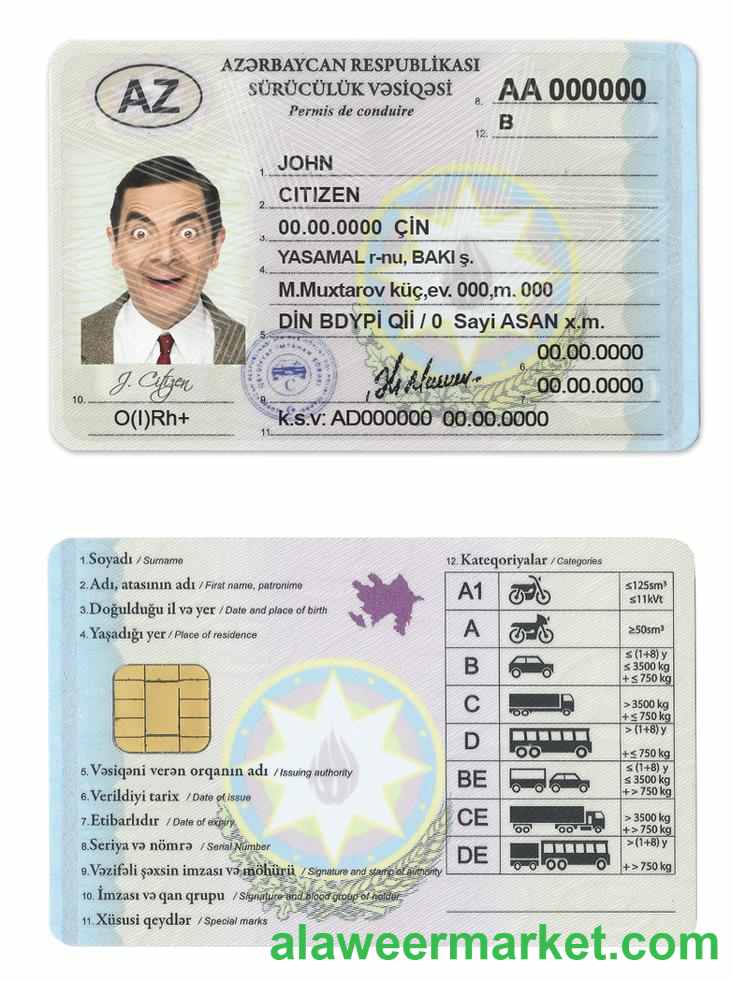 AZ
AZƏRBAYCAN RESPUBLİKASI
SÜRÜCÜLÜK VƏSİQƏSİ
Permis de conduire
8. AA 000000
12. B
1. JOHN
2. CITIZEN
3. 00.00.0000 ÇİN
4. YASAMAL r-nu, BAKI ş.
M.Muxtarov küç,ev. 000,m. 000
5. DİN BDYPİ Qİİ / 0 Sayi ASAN x.m.
6. 00.00.0000
7. 00.00.0000
J. Citizen
10.
9.
O(I)Rh+
11. k.s.v: AD000000 00.00.0000
1.Soyadı / Surname
2. Adı, atasının adı / First name, patronime
3. Doğulduğu il və yer / Date and place of birth
4. Yaşadığı yer / Place of residence
5. Vəsiqəni verən orqanın adı / Issuing authority
6. Verildiyi tarix / Date of issue
7. Etibarlıdır / Date of expiry
8. Seriya və nömrə / Serial Number
9. Vəzifəli şəxsin imzası və möhürü / Signature and stamp of authority
10. İmzası və qan qrupu / Signature and blood group of holder
11. Xüsusi qeydlər / Special marks
12. Kateqoriyalar / Categories
A1 ≤125sm³
≤11kVt
A ≥50sm³
B ≤ (1+8) y
≤ 3500 kg
+ ≤ 750 kg
C > 3500 kg
+ ≤ 750 kg
D > (1+8) y
+ ≤ 750 kg
BE ≤ (1+8) y
≤ 3500 kg
+ > 750 kg
CE > 3500 kg
+ > 750 kg
DE > (1+8) y
+ > 750 kg
alaweermarket.com